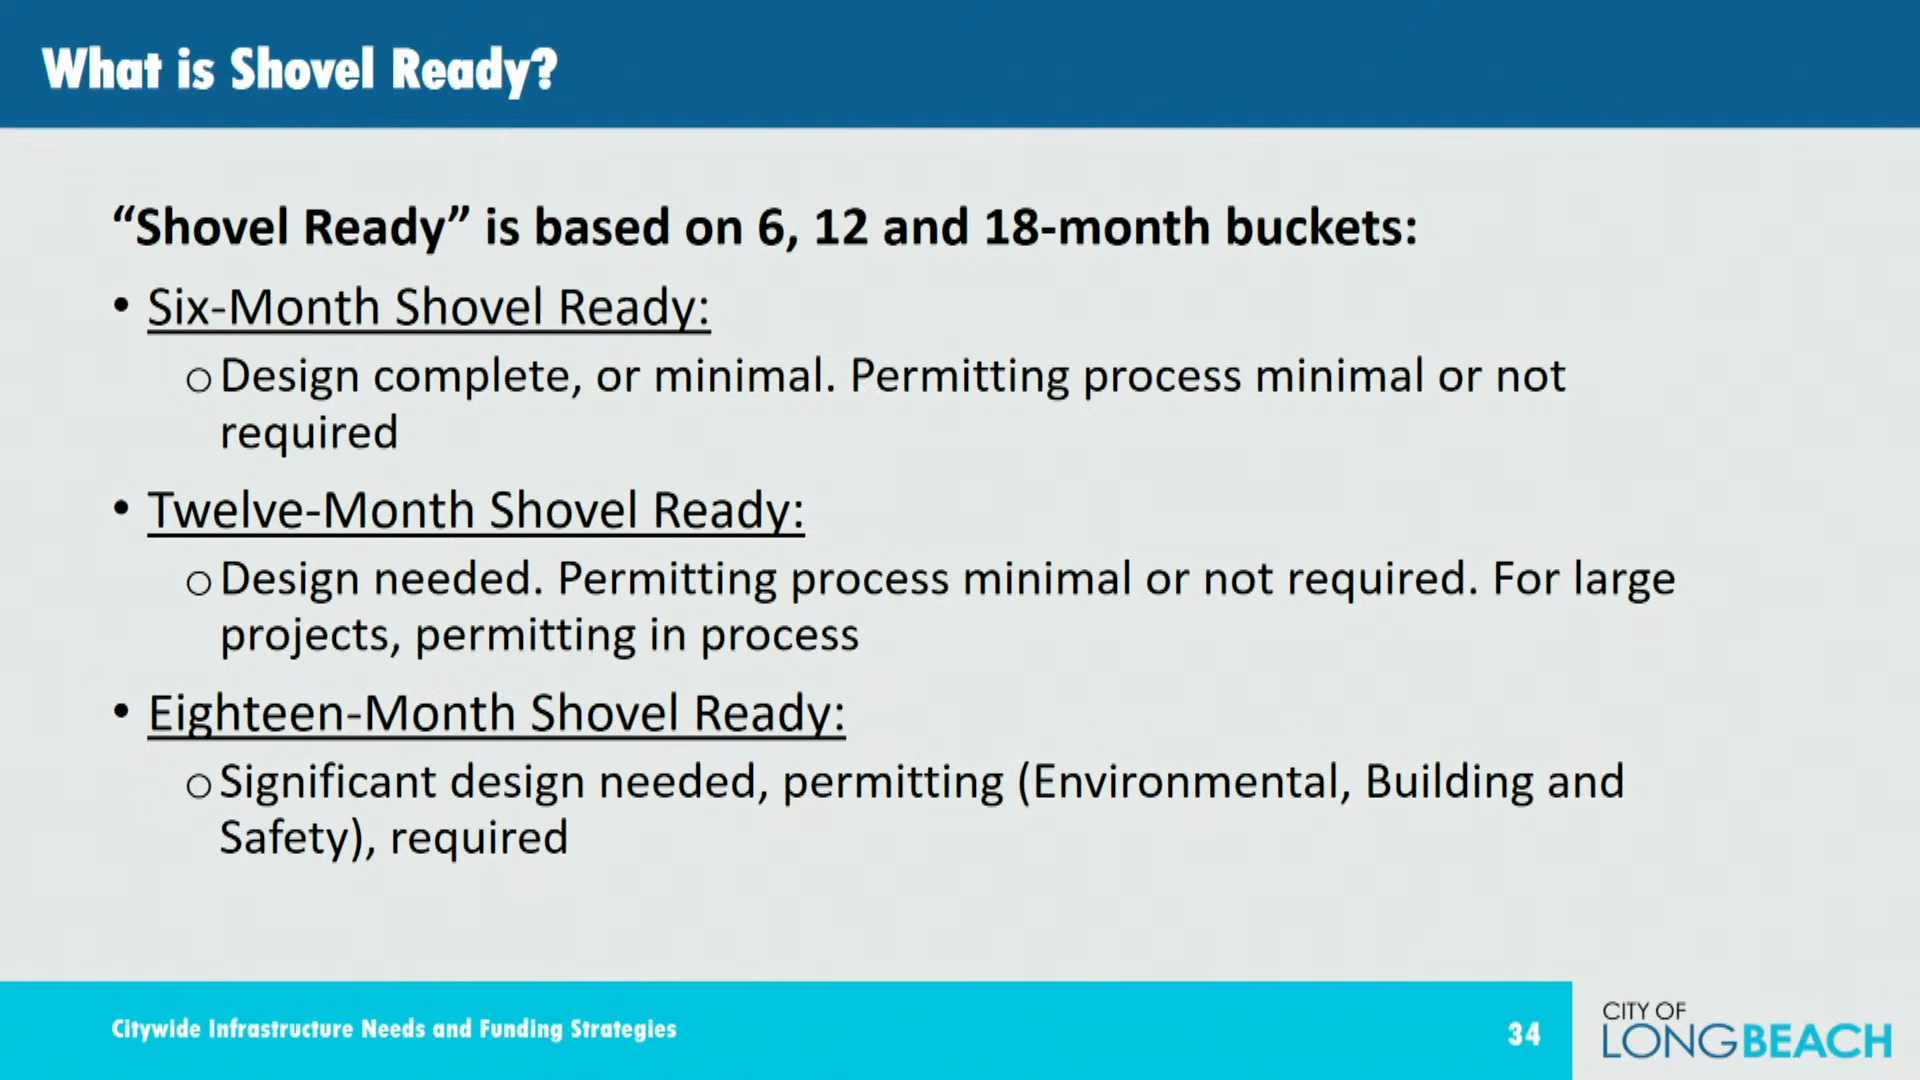 What is Shovel Ready?
“Shovel Ready” is based on 6, 12 and 18-month buckets:
• Six-Month Shovel Ready:
o Design complete, or minimal. Permitting process minimal or not
required
• Twelve-Month Shovel Ready:
o Design needed. Permitting process minimal or not required. For large
projects, permitting in process
• Eighteen-Month Shovel Ready:
o Significant design needed, permitting (Environmental, Building and
Safety), required
Citywide Infrastructure Needs and Funding Strategies
34
CITY OF
LONGBEACH